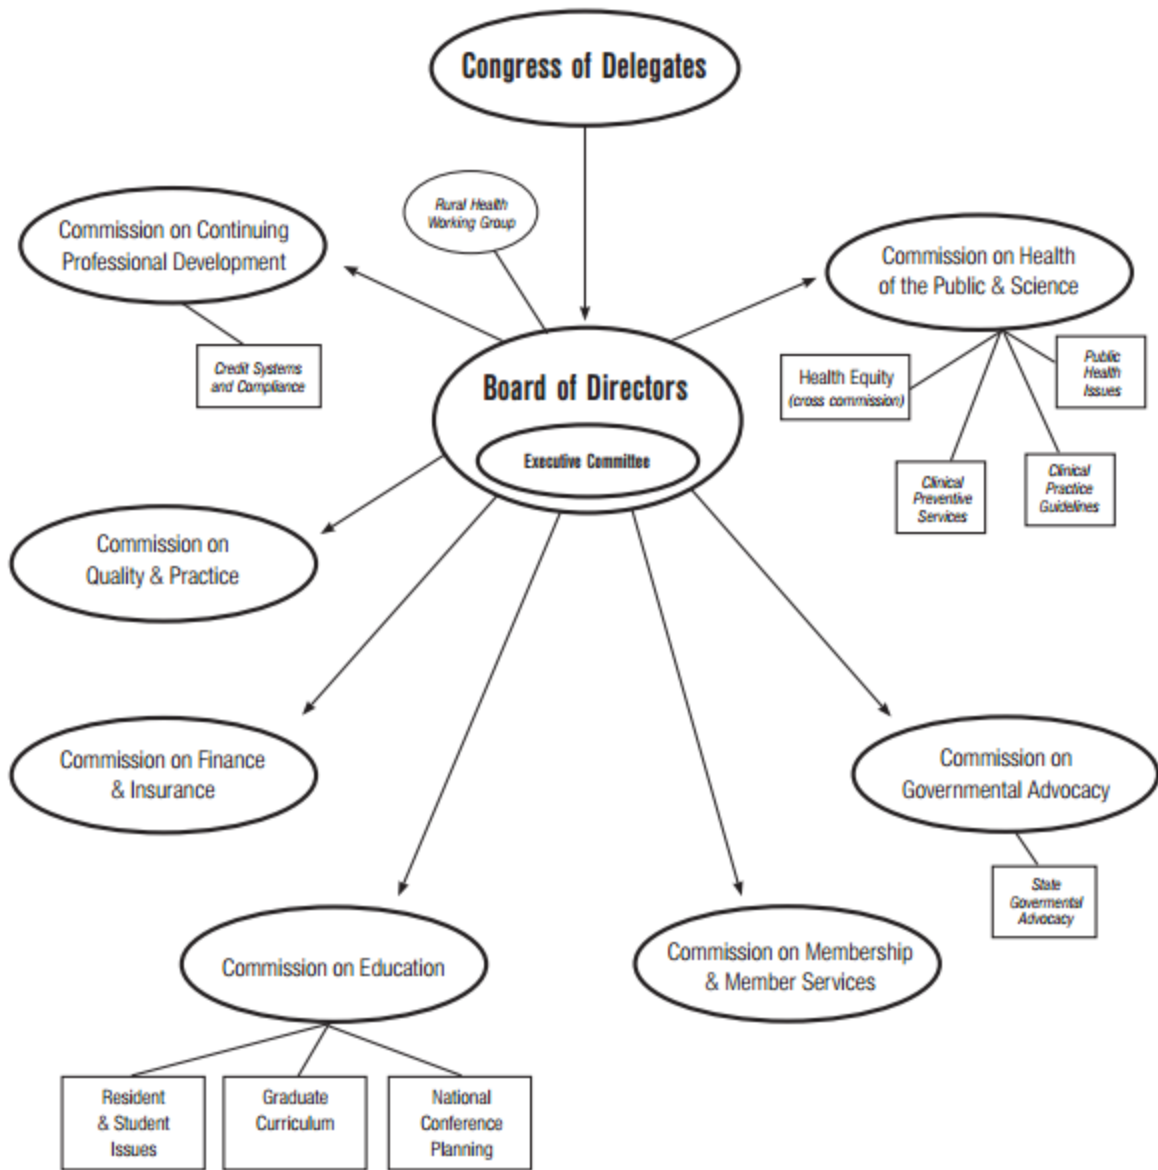 Congress of Delegates
Rural Health
Working Group
Commission on Continuing
Professional Development
Commission on Health
of the Public & Science
Credit Systems
and Compliance
Health Equity
(cross commission)
Public
Health
Issues
Board of Directors
Executive Committee
Clinical
Preventive
Services
Clinical
Practice
Guidelines
Commission on
Quality & Practice
Commission on Finance
& Insurance
Commission on
Governmental Advocacy
State
Govermental
Advocacy
Commission on Education
Commission on Membership
& Member Services
Resident
& Student
Issues
Graduate
Curriculum
National
Conference
Planning